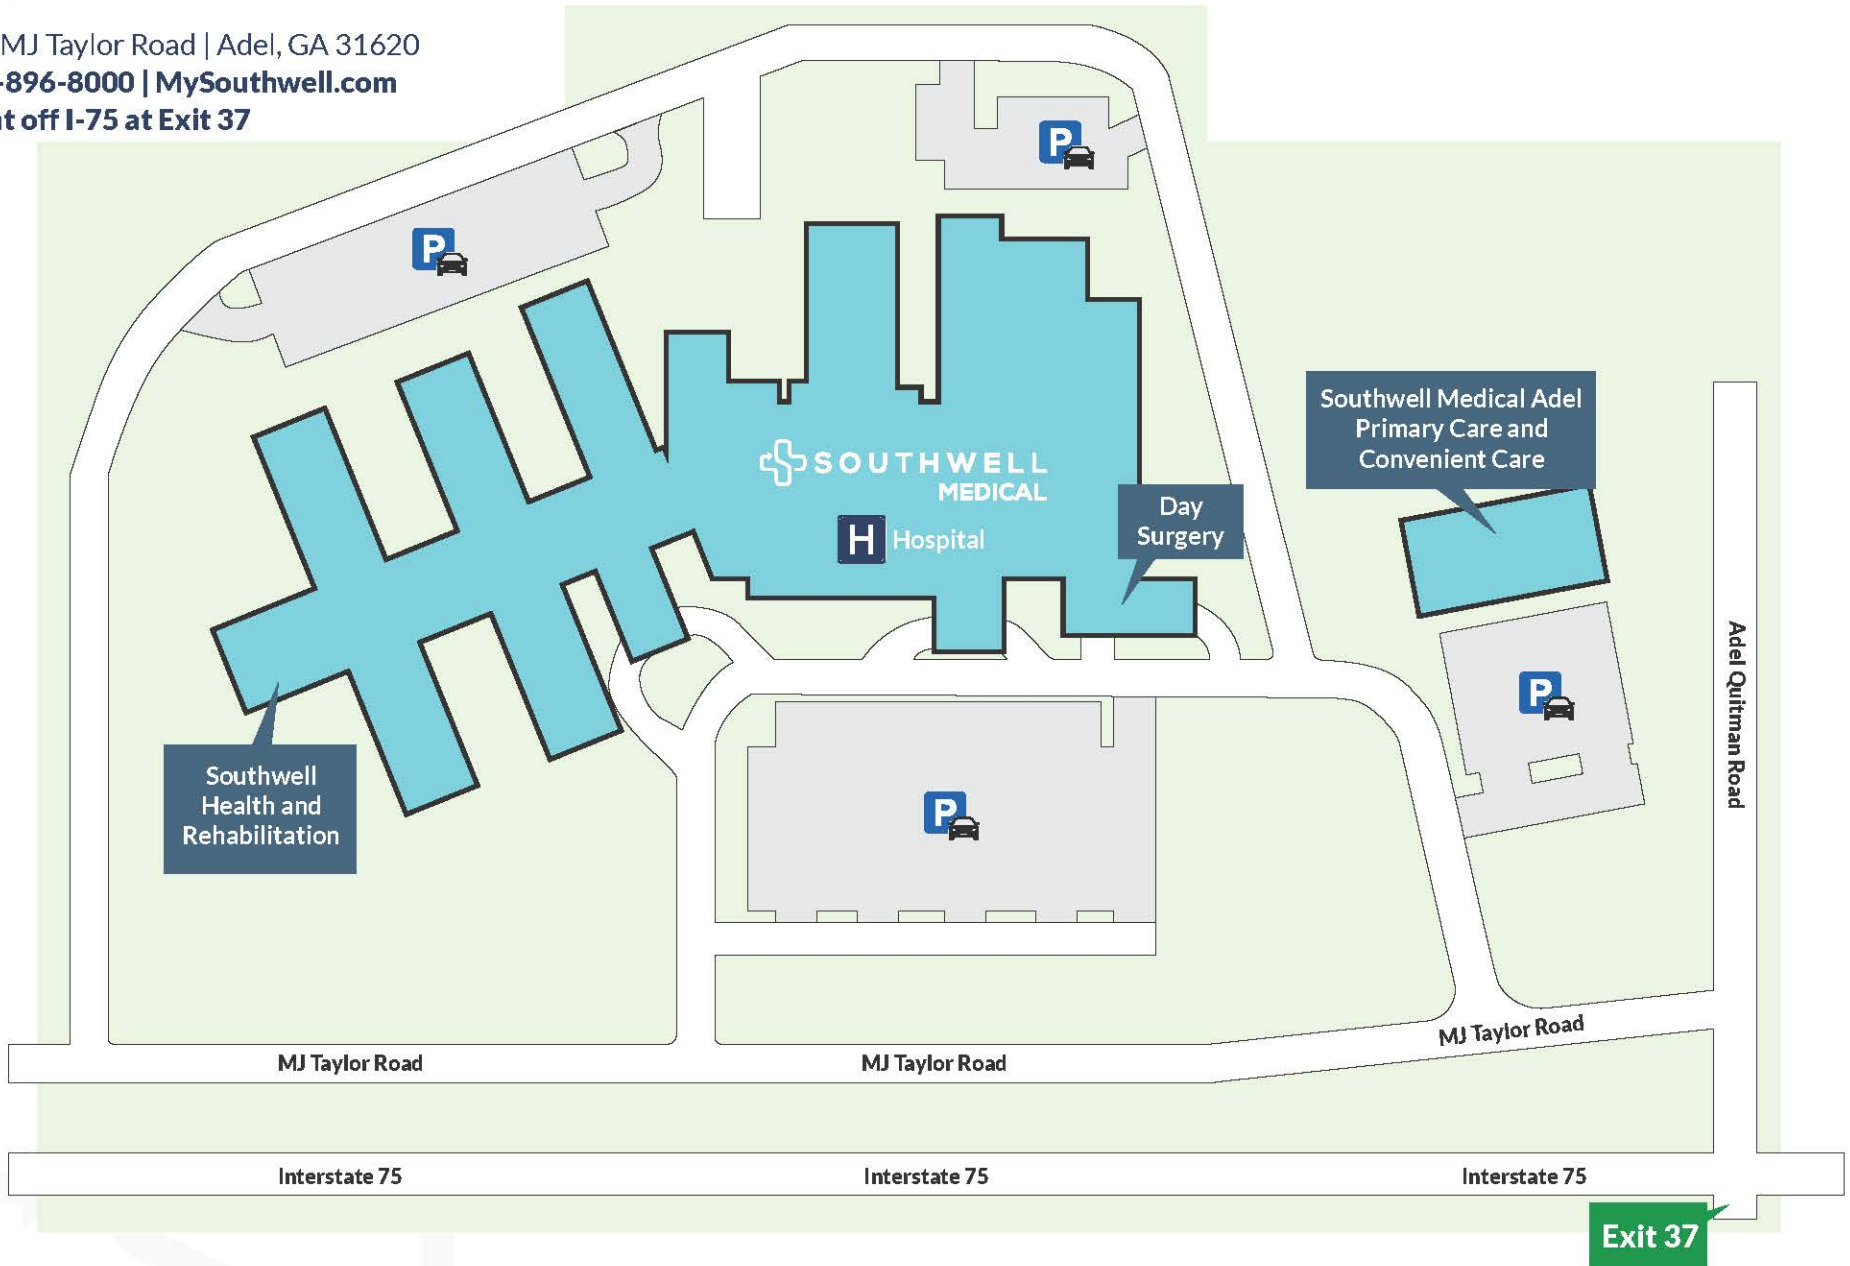 MJ Taylor Road | Adel, GA 31620
-896-8000 | MySouthwell.com
t off I-75 at Exit 37
P
P
Southwell Medical Adel
Primary Care and
Convenient Care
SOUTHWELL
MEDICAL
H Hospital
Day
Surgery
P
Adel Quitman Road
Southwell
Health and
Rehabilitation
P
MJ Taylor Road
MJ Taylor Road
MJ Taylor Road
Interstate 75
Interstate 75
Interstate 75
Exit 37